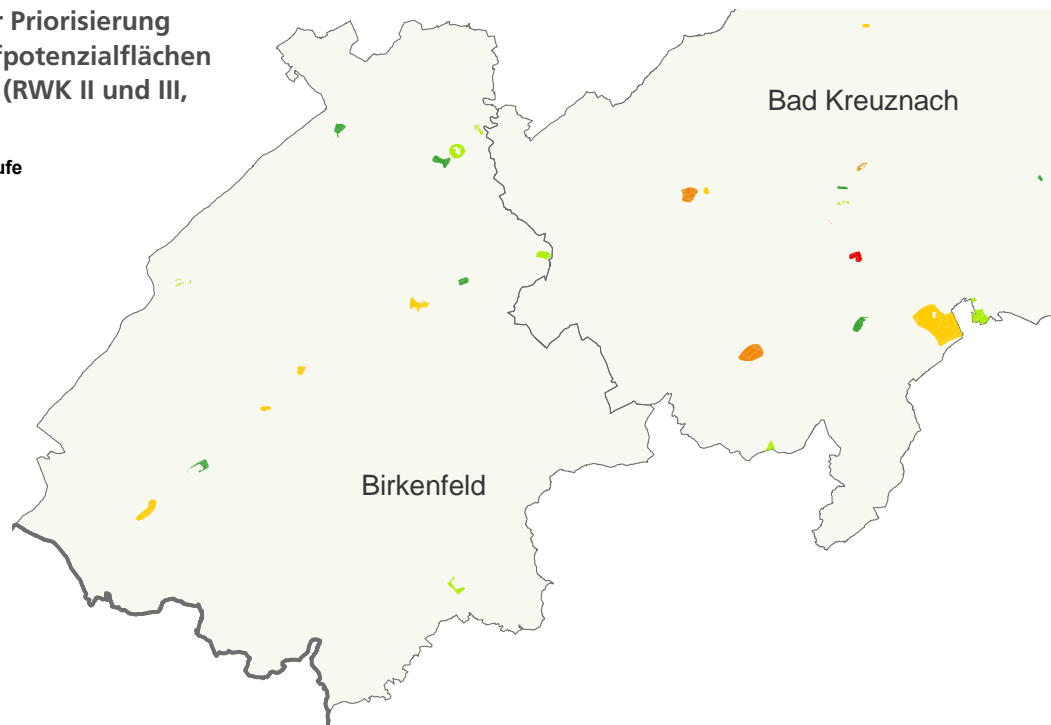 r Priorisierung
fpotenzialflächen
(RWK II und III,
ufe
Bad Kreuznach
Birkenfeld